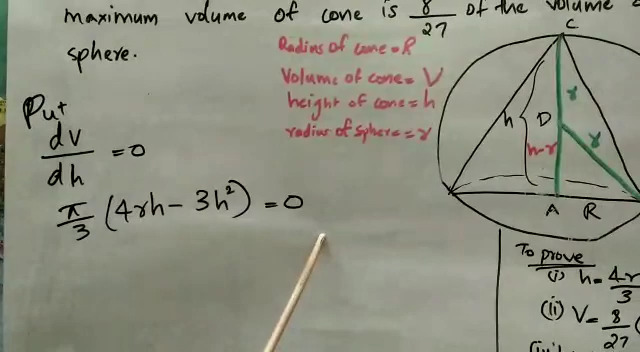 maximum volume of cone is 8/27 of the volume
sphere.
Radius of cone = R
Volume of cone = V
height of cone = h
radius of sphere = r
Put
dv/dh = 0
π/3 (4rh - 3h²) = 0
C
r
h
D
r
h-r
A
R
To prove
(i) h = 4r/3
(ii) V = 8/27 (